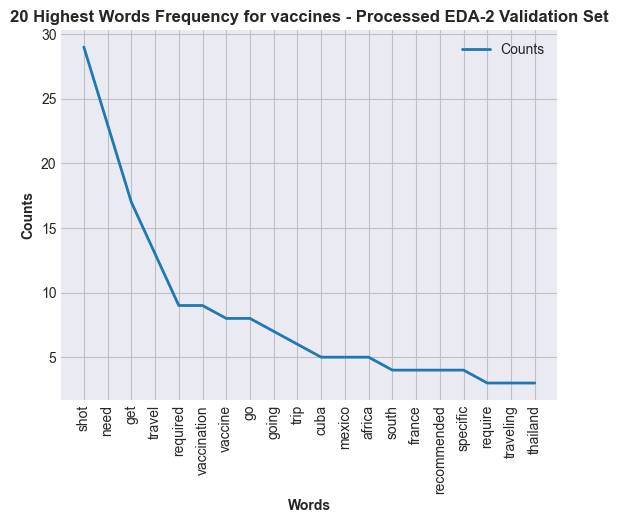 20 Highest Words Frequency for vaccines - Processed EDA-2 Validation Set
Counts
30
25
20
15
10
5
Counts
shot
need
get
travel
required
vaccination
vaccine
go
going
trip
cuba
mexico
africa
south
france
recommended
specific
require
traveling
thailand
Words